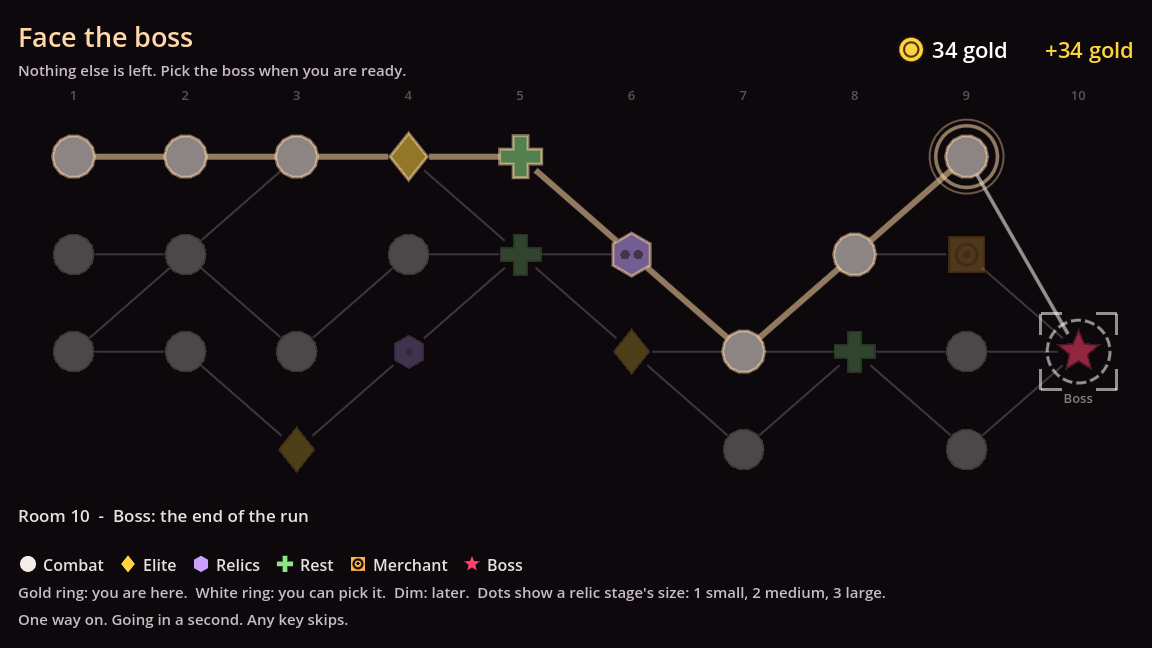 Face the boss
34 gold +34 gold
Nothing else is left. Pick the boss when you are ready.
1 2 3 4 5 6 7 8 9 10
Boss
Room 10 - Boss: the end of the run
Combat Elite Relics Rest Merchant Boss
Gold ring: you are here. White ring: you can pick it. Dim: later. Dots show a relic stage's size: 1 small, 2 medium, 3 large.
One way on. Going in a second. Any key skips.